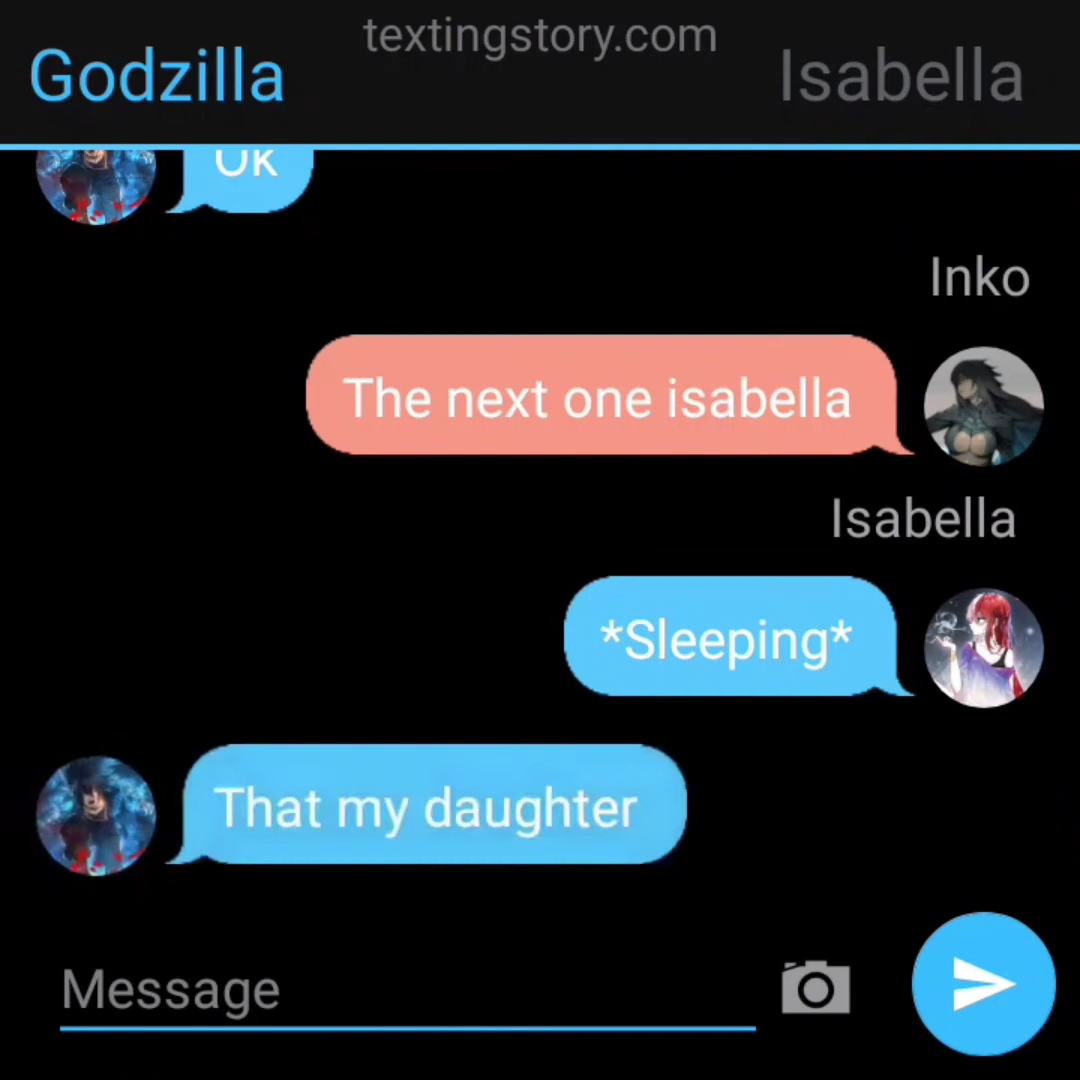 textingstory.com
Godzilla
Isabella
Ok
Inko
The next one isabella
Isabella
*Sleeping*
That my daughter
Message